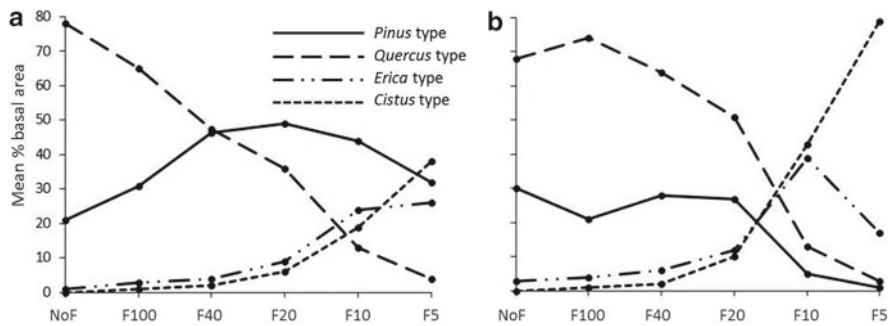 a
80
70
60
50
40
30
20
10
0
Mean % basal area
Pinus type
Quercus type
Erica type
Cistus type
NoF F100 F40 F20 F10 F5
b
NoF F100 F40 F20 F10 F5